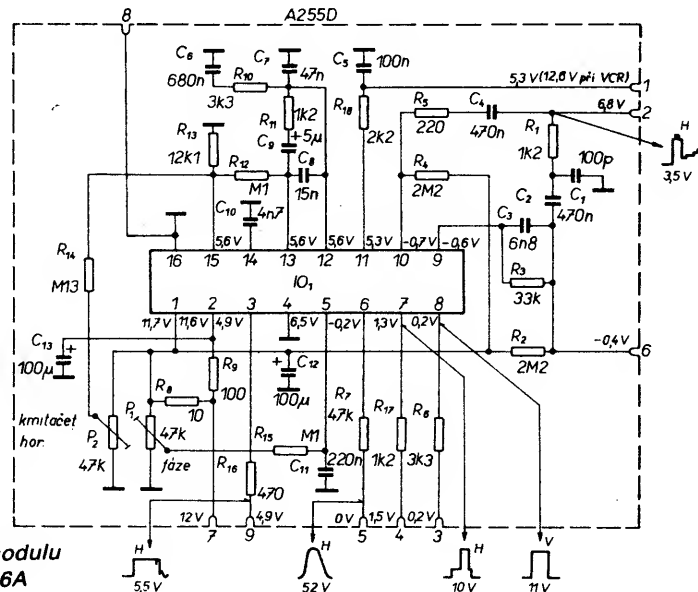 8
A255D
C6
680n
R10
3k3
C7
47n
C5
100n
5,3 V (12,6 V při VCR)
1
6,8 V
2
R5
220
C4
470n
R1
1k2
H
3,5 V
R11
1k2
R18
2k2
R13
12k1
C9
+5µ
R12
M1
C8
15n
R4
2M2
100p
C1
C2
470n
C10
4n7
C3
6n8
R14
M13
5,6 V
5,6 V
5,6 V
5,3 V
-0,7 V
-0,6 V
16
15
14
13
12
11
10
9
IO1
R3
33k
1
2
3
4
5
6
7
8
11,7 V
11,6 V
4,9 V
6,5 V
-0,2 V
1,3 V
0,2 V
C13
100µ
+
R2
2M2
-0,4 V
6
R9
100
+
C12
100µ
R8
10
P1
47k
fáze
kmitačet
hor.
P2
47k
R15
M1
C11
220n
R7
47k
R17
1k2
R6
3k3
R16
470
12 V
7
4,9 V
9
0 V
5
1,5 V
4
0,2 V
3
odulu
6A
H
5,5 V
H
52 V
H
10 V
V
11 V